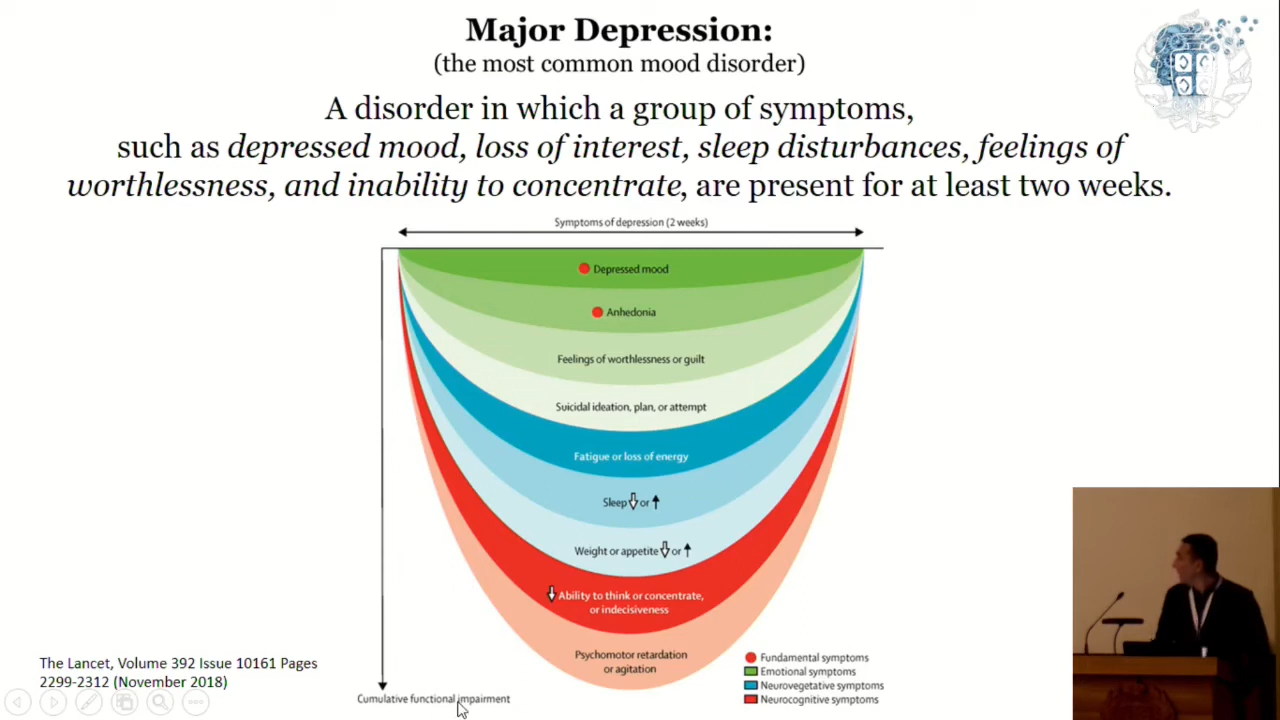 Major Depression:
(the most common mood disorder)
A disorder in which a group of symptoms,
such as depressed mood, loss of interest, sleep disturbances, feelings of
worthlessness, and inability to concentrate, are present for at least two weeks.
Symptoms of depression (2 weeks)
Depressed mood
Anhedonia
Feelings of worthlessness or guilt
Suicidal ideation, plan, or attempt
Fatigue or loss of energy
Sleep ⇩ or ↑
Weight or appetite ⇩ or ↑
⇩ Ability to think or concentrate,
or indecisiveness
Psychomotor retardation
or agitation
Cumulative functional impairment
Fundamental symptoms
Emotional symptoms
Neurovegetative symptoms
Neurocognitive symptoms
The Lancet, Volume 392 Issue 10161 Pages
2299-2312 (November 2018)